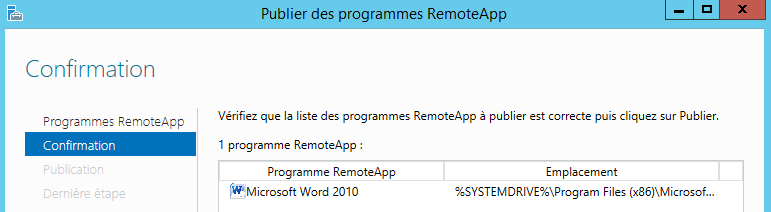 Publier des programmes RemoteApp
Confirmation
Programmes RemoteApp
Confirmation
Publication
Dernière étape
Vérifiez que la liste des programmes RemoteApp à publier est correcte puis cliquez sur Publier.
1 programme RemoteApp :
Programme RemoteApp Emplacement
Microsoft Word 2010 %SYSTEMDRIVE%\Program Files (x86)\Microsof...